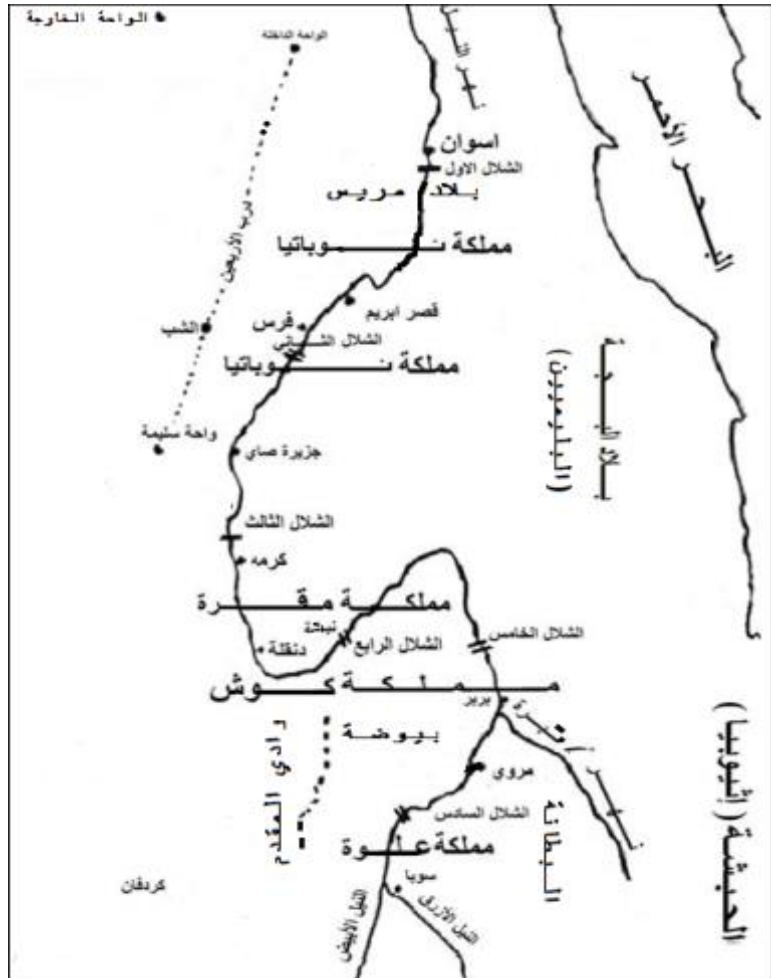 الواحة الخارجة
الواحة الداخلة
نهر النيل
البحر الأحمر
اسوان
الشلال الاول
بلاد مريس
درب الأربعين
مملكة نوباتيا
قصر ابريم
فرس
الشب
الشلال الثاني
مملكة نوباتيا
بلاد البجة
(البليميين)
واحة سليمة
جزيرة صاي
الشلال الثالث
كرمه
مملكة مقرة
نبتة
الشلال الخامس
الشلال الرابع
دنقلة
مملكة كوش
بربر
نهر أتبرة
بيوضة
وادي المقدم
مروي
الحبشة (إثيوبيا)
الشلال السادس
البطانة
مملكة علوة
سوبا
كردفان
النيل الأبيض
النيل الأزرق